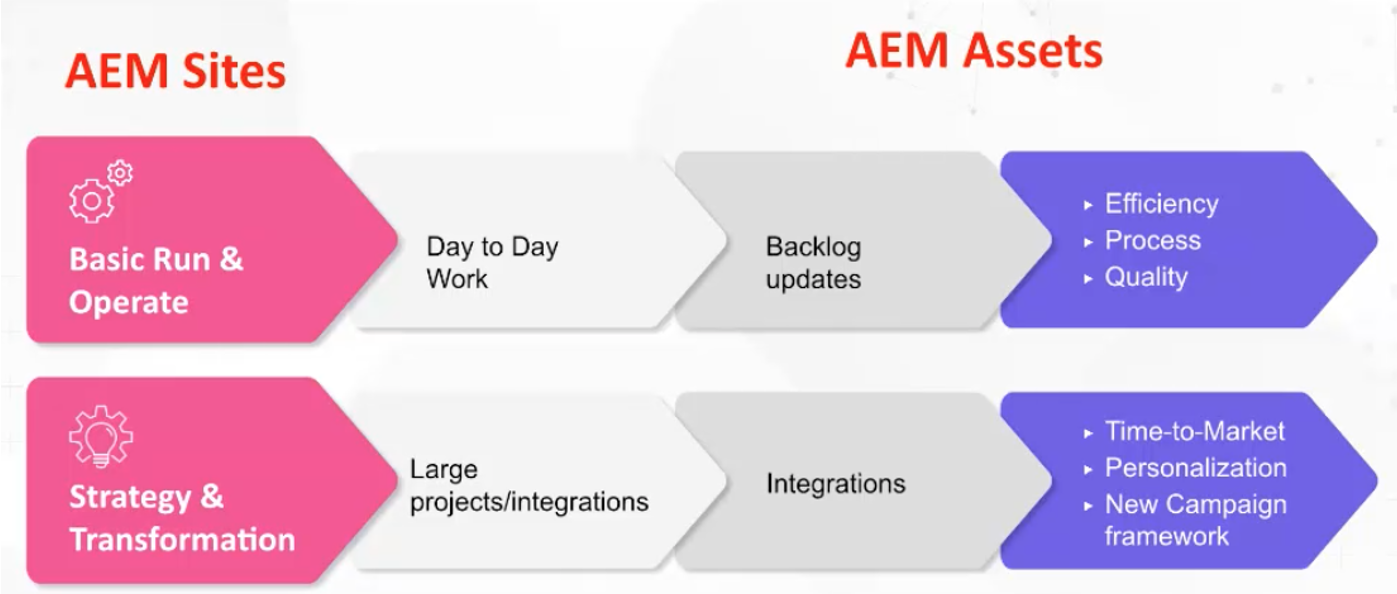 AEM Sites
AEM Assets
Basic Run &
Operate
Day to Day
Work
Backlog
updates
Efficiency
Process
Quality
Strategy &
Transformation
Large
projects/integrations
Integrations
Time-to-Market
Personalization
New Campaign
framework